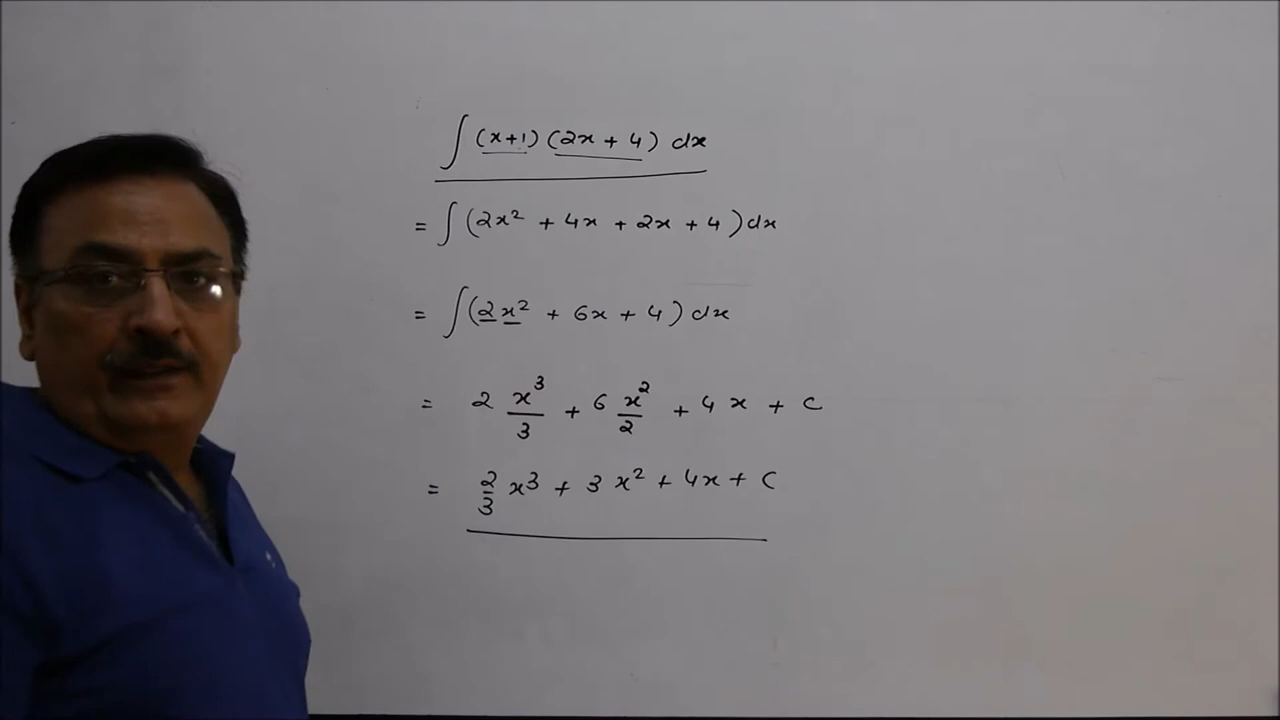 ∫(x+1)(2x + 4) dx
= ∫(2x² + 4x + 2x + 4)dx
= ∫(2x² + 6x + 4) dx
= 2 x³/3 + 6 x²/2 + 4x + c
= 2/3 x³ + 3x² + 4x + c